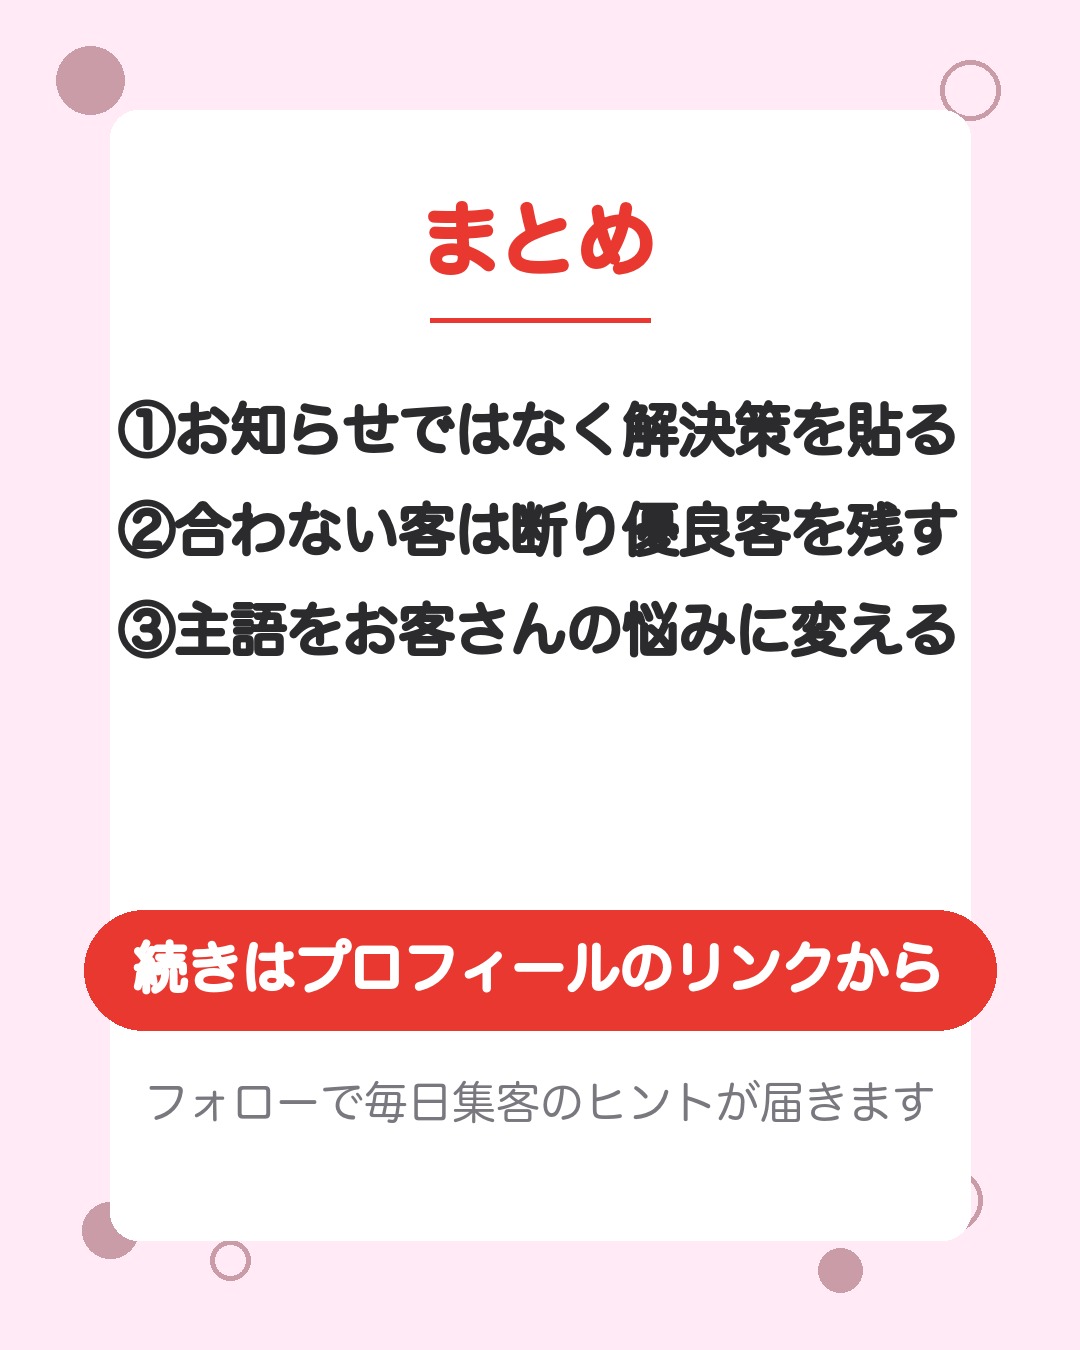 まとめ
①お知らせではなく解決策を貼る
②合わない客は断り優良客を残す
③主語をお客さんの悩みに変える
続きはプロフィールのリンクから
フォローで毎日集客のヒントが届きます